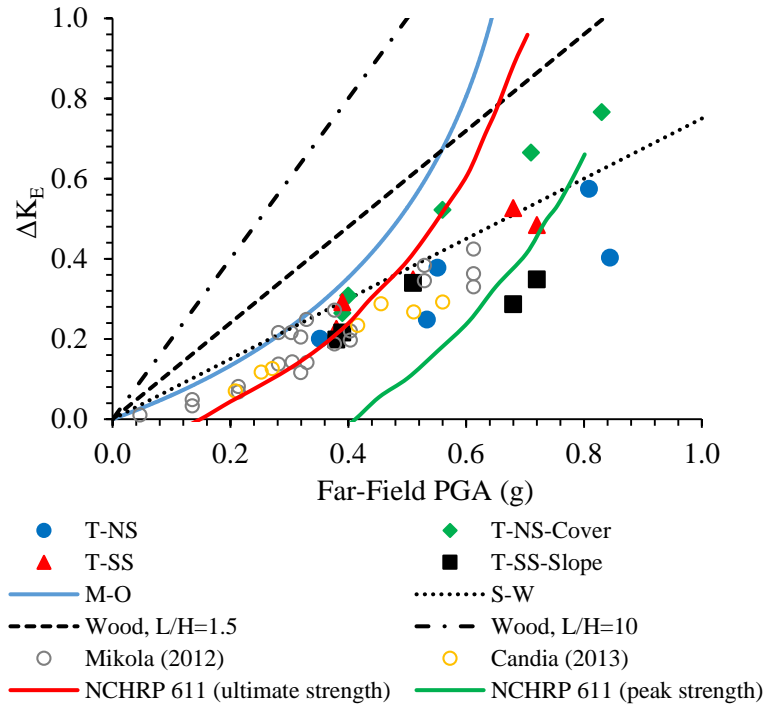 1.0
0.8
0.6
0.4
0.2
0.0
ΔK_E
0.0 0.2 0.4 0.6 0.8 1.0
Far-Field PGA (g)
T-NS T-NS-Cover
T-SS T-SS-Slope
M-O S-W
Wood, L/H=1.5 Wood, L/H=10
Mikola (2012) Candia (2013)
NCHRP 611 (ultimate strength) NCHRP 611 (peak strength)